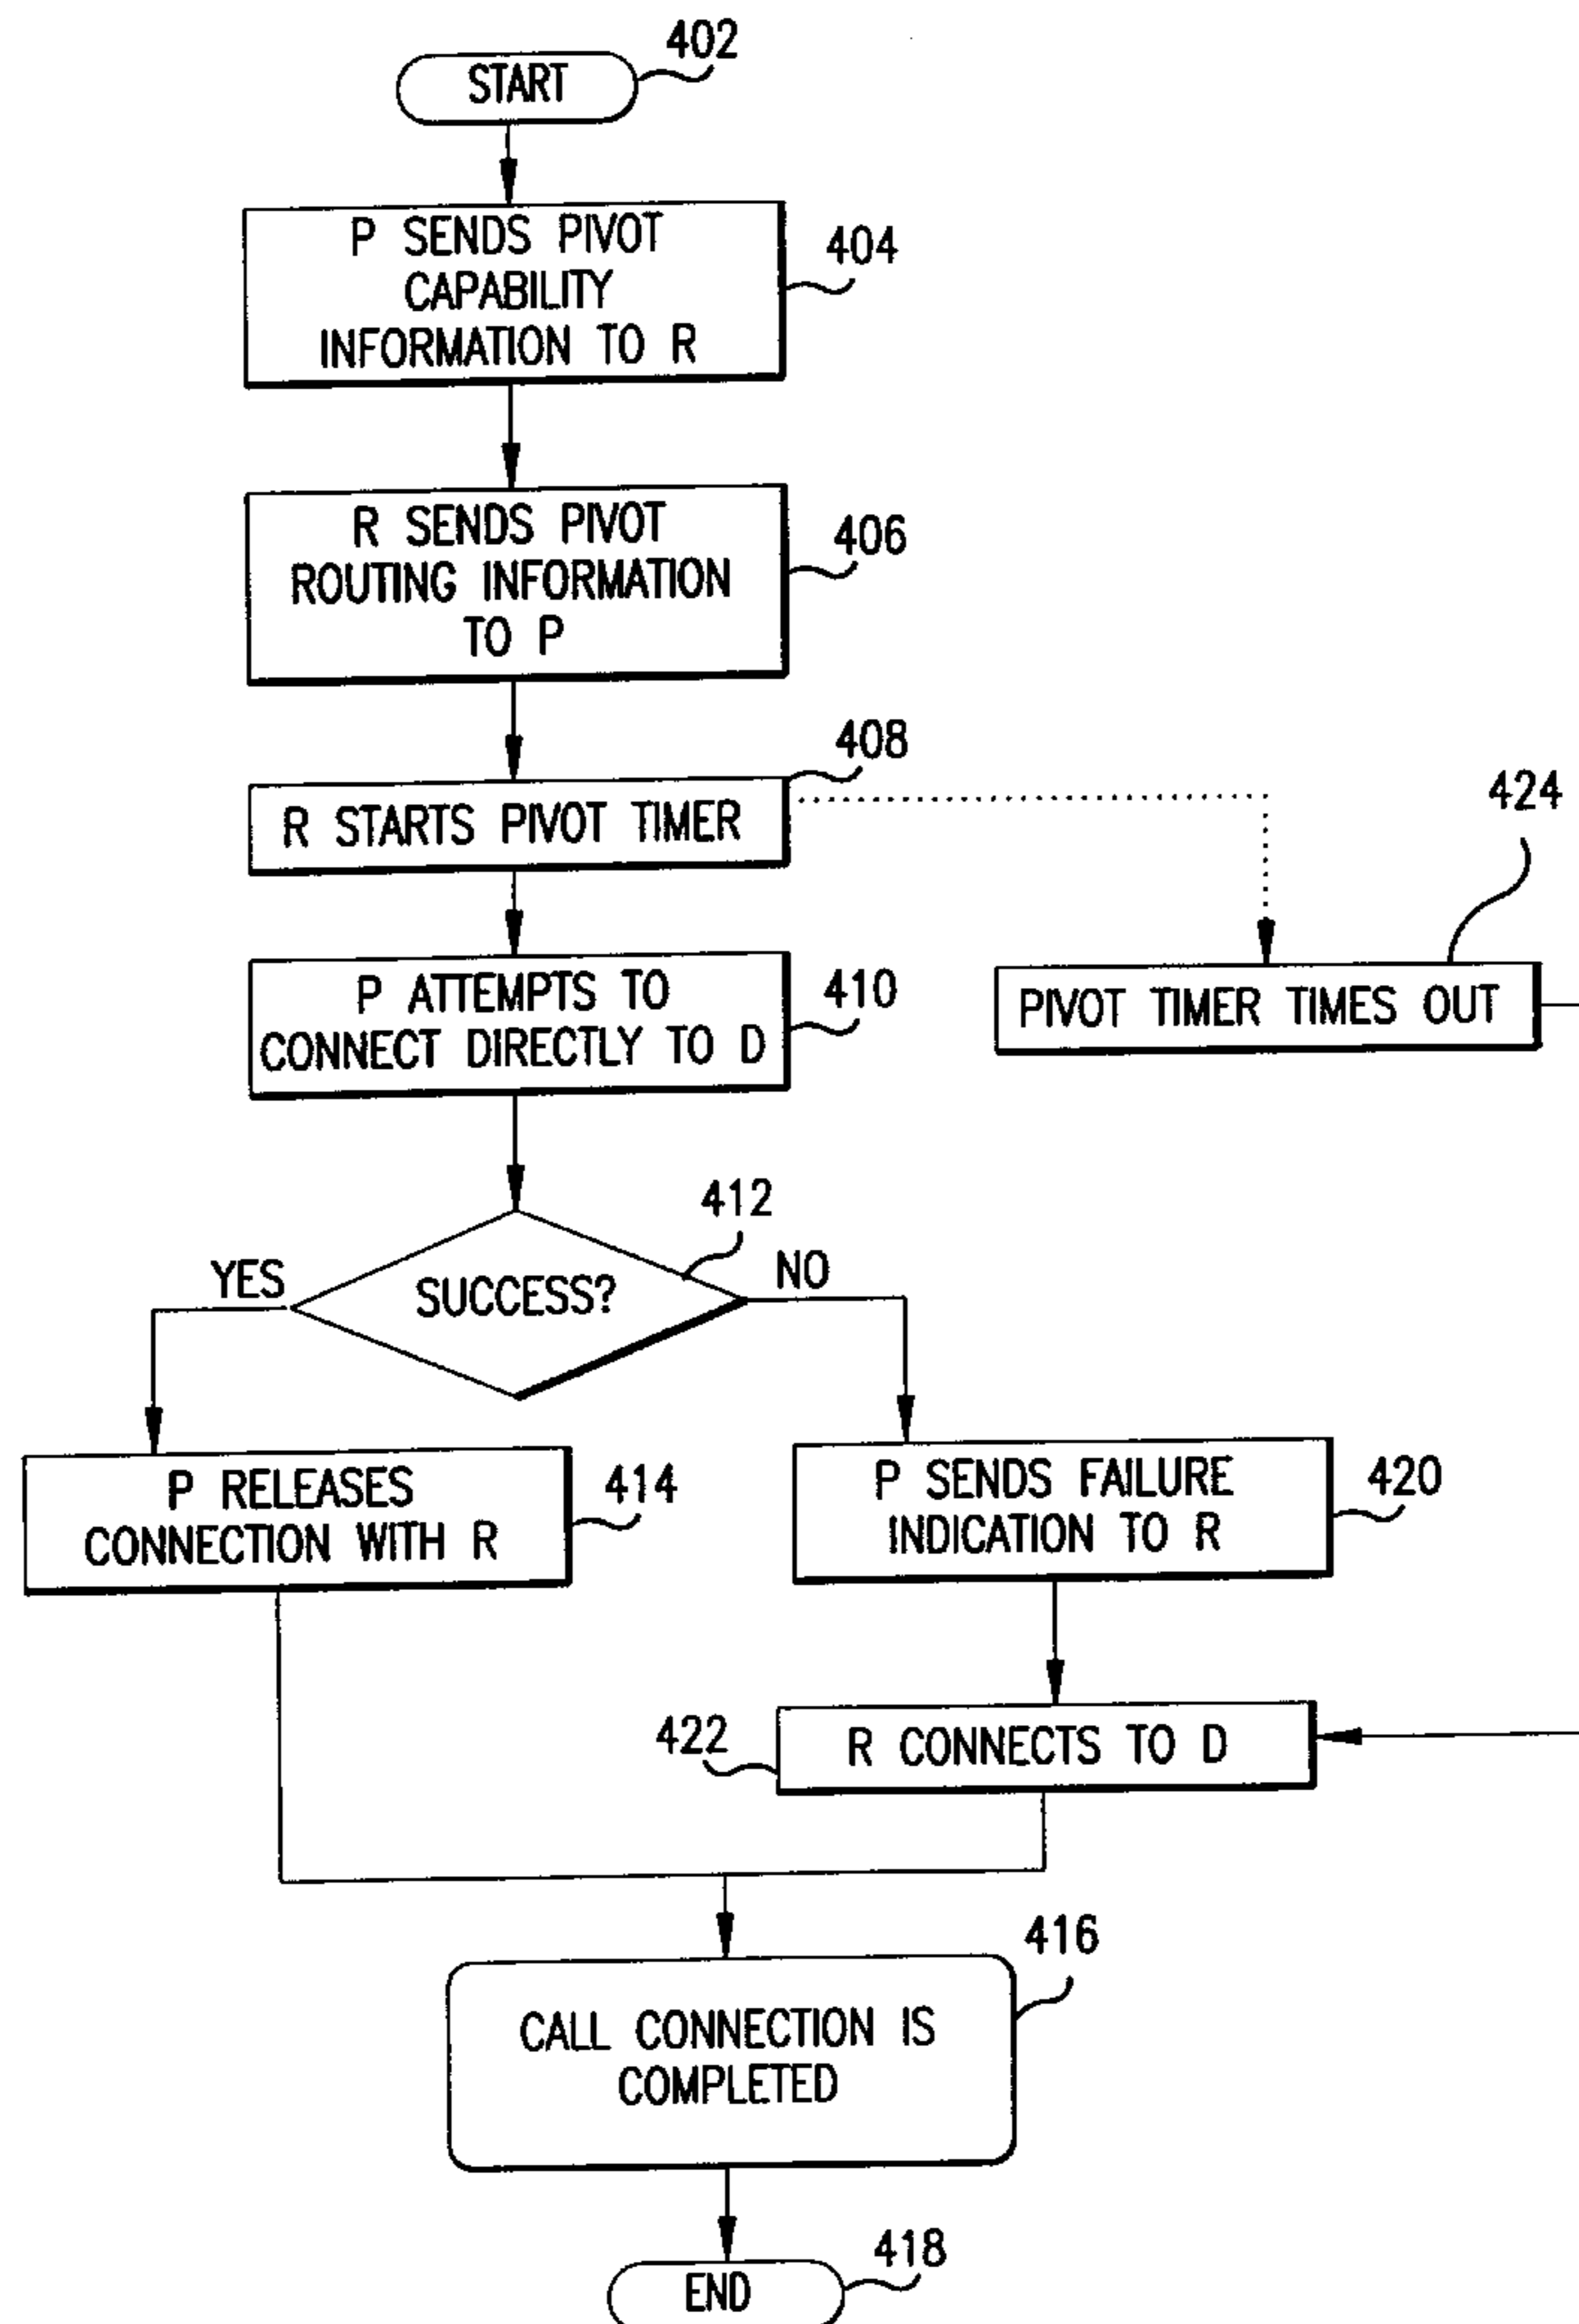 402
START
P SENDS PIVOT
CAPABILITY
INFORMATION TO R
404
R SENDS PIVOT
ROUTING INFORMATION
TO P
406
408
R STARTS PIVOT TIMER
424
P ATTEMPTS TO
CONNECT DIRECTLY TO D
410
PIVOT TIMER TIMES OUT
412
YES
SUCCESS?
NO
P RELEASES
CONNECTION WITH R
414
P SENDS FAILURE
INDICATION TO R
420
422
R CONNECTS TO D
416
CALL CONNECTION IS
COMPLETED
418
END